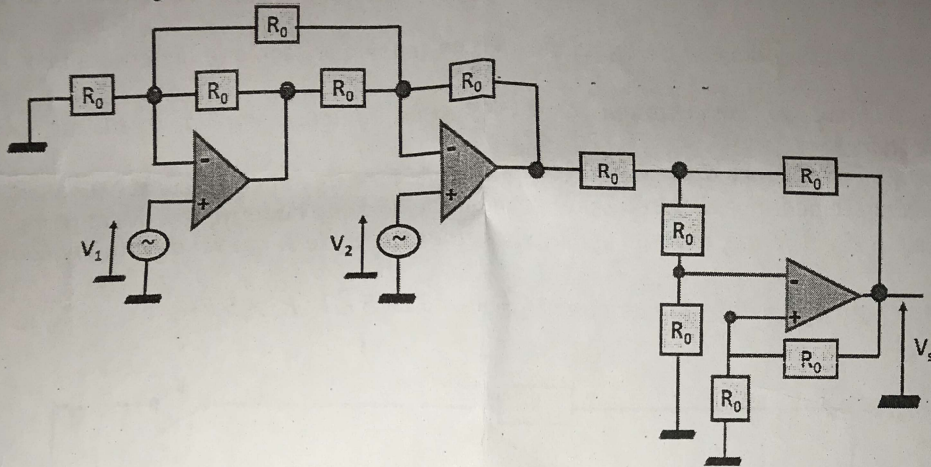 R₀
R₀ R₀ R₀ R₀
- -
+ +
V₁ ~ V₂ ~
R₀ R₀
R₀
-
+
R₀ R₀
R₀
Vₛ